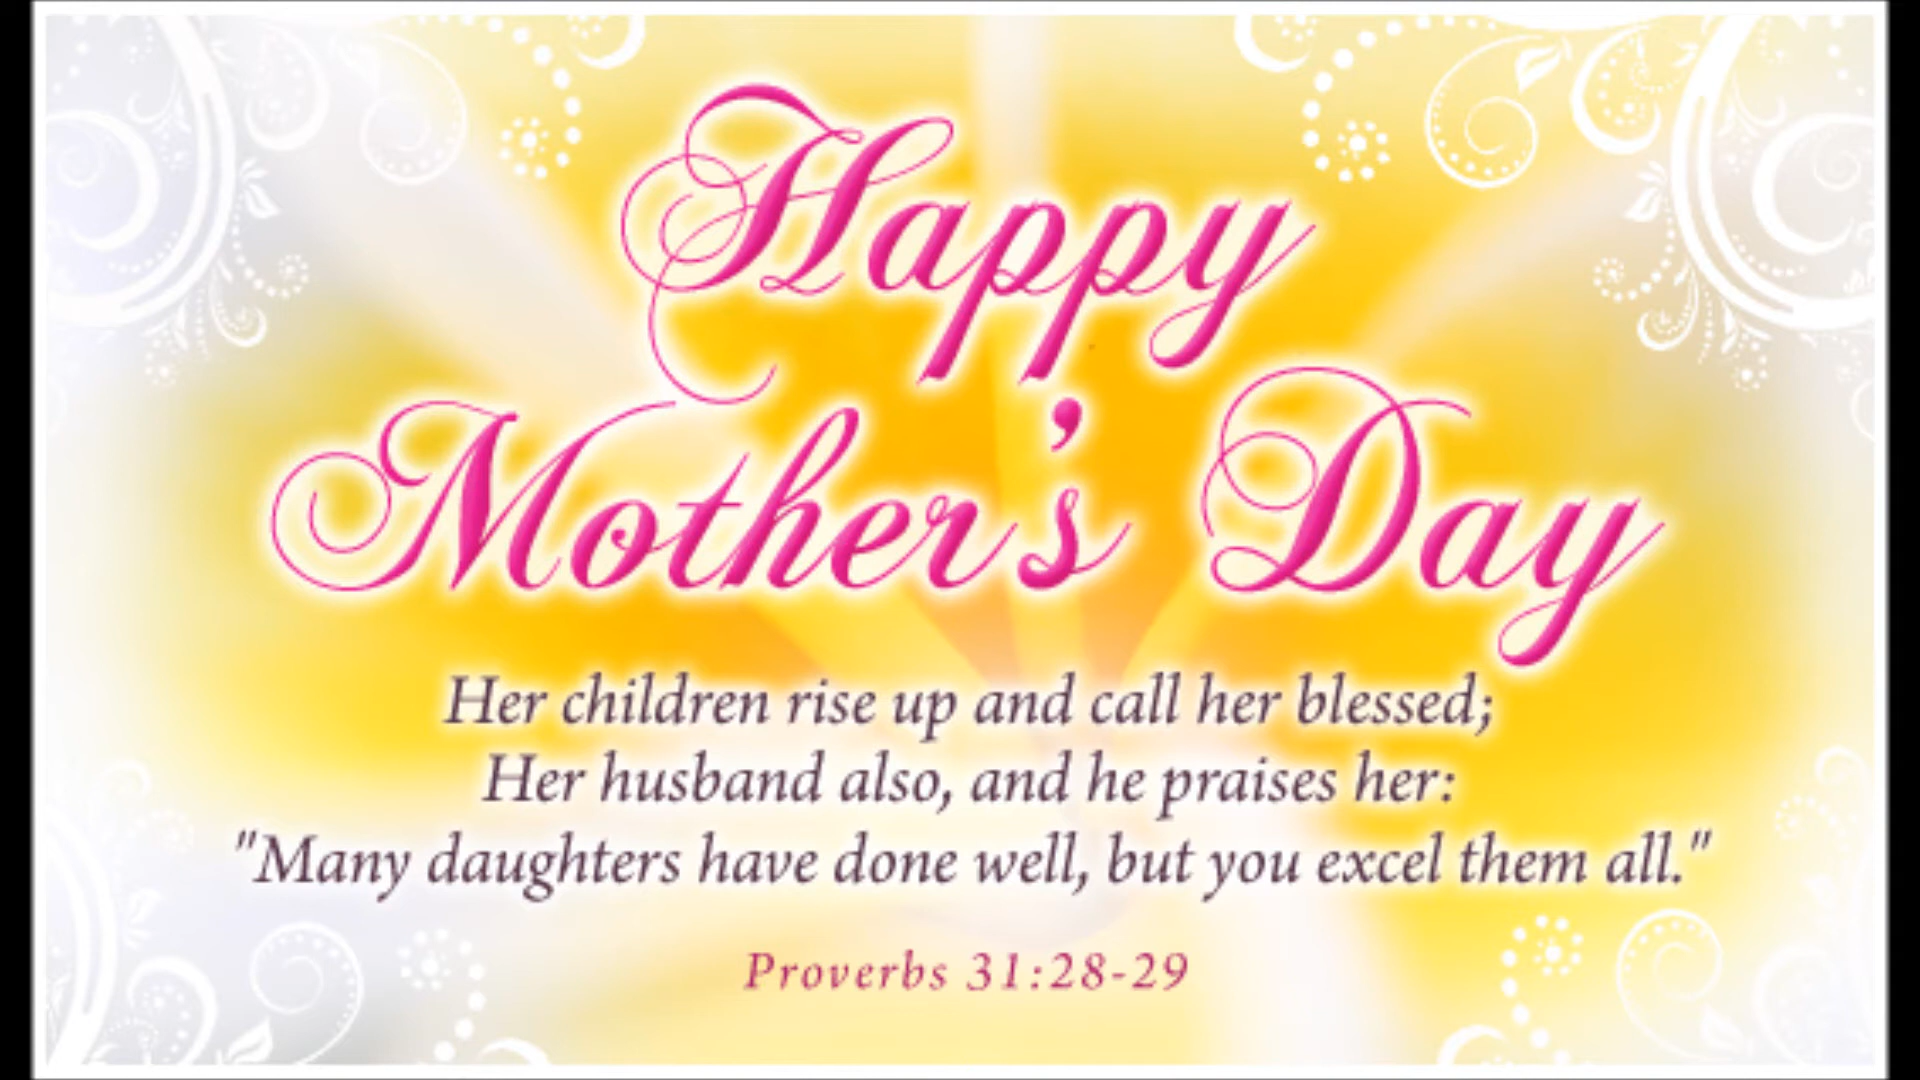 Happy
Mother's Day
Her children rise up and call her blessed;
Her husband also, and he praises her:
"Many daughters have done well, but you excel them all."
Proverbs 31:28-29